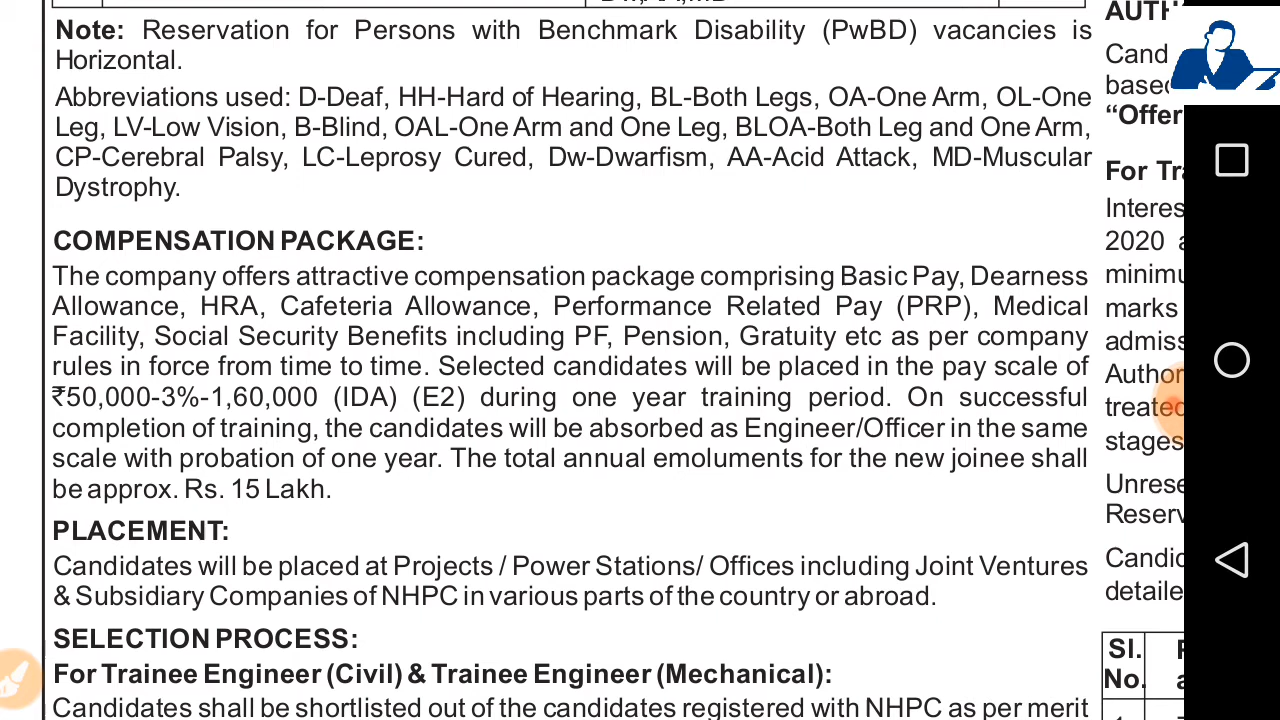 Note: Reservation for Persons with Benchmark Disability (PwBD) vacancies is
Horizontal.
Abbreviations used: D-Deaf, HH-Hard of Hearing, BL-Both Legs, OA-One Arm, OL-One
Leg, LV-Low Vision, B-Blind, OAL-One Arm and One Leg, BLOA-Both Leg and One Arm,
CP-Cerebral Palsy, LC-Leprosy Cured, Dw-Dwarfism, AA-Acid Attack, MD-Muscular
Dystrophy.
COMPENSATION PACKAGE:
The company offers attractive compensation package comprising Basic Pay, Dearness
Allowance, HRA, Cafeteria Allowance, Performance Related Pay (PRP), Medical
Facility, Social Security Benefits including PF, Pension, Gratuity etc as per company
rules in force from time to time. Selected candidates will be placed in the pay scale of
₹50,000-3%-1,60,000 (IDA) (E2) during one year training period. On successful
completion of training, the candidates will be absorbed as Engineer/Officer in the same
scale with probation of one year. The total annual emoluments for the new joinee shall
be approx. Rs. 15 Lakh.
PLACEMENT:
Candidates will be placed at Projects / Power Stations/ Offices including Joint Ventures
& Subsidiary Companies of NHPC in various parts of the country or abroad.
SELECTION PROCESS:
For Trainee Engineer (Civil) & Trainee Engineer (Mechanical):
Candidates shall be shortlisted out of the candidates registered with NHPC as per merit
Cand
based
“Offer
For Tra
Interes
2020 a
minimu
marks
admiss
Author
treated
stages
Unrese
Reserv
Candid
detaile
Sl.
No.